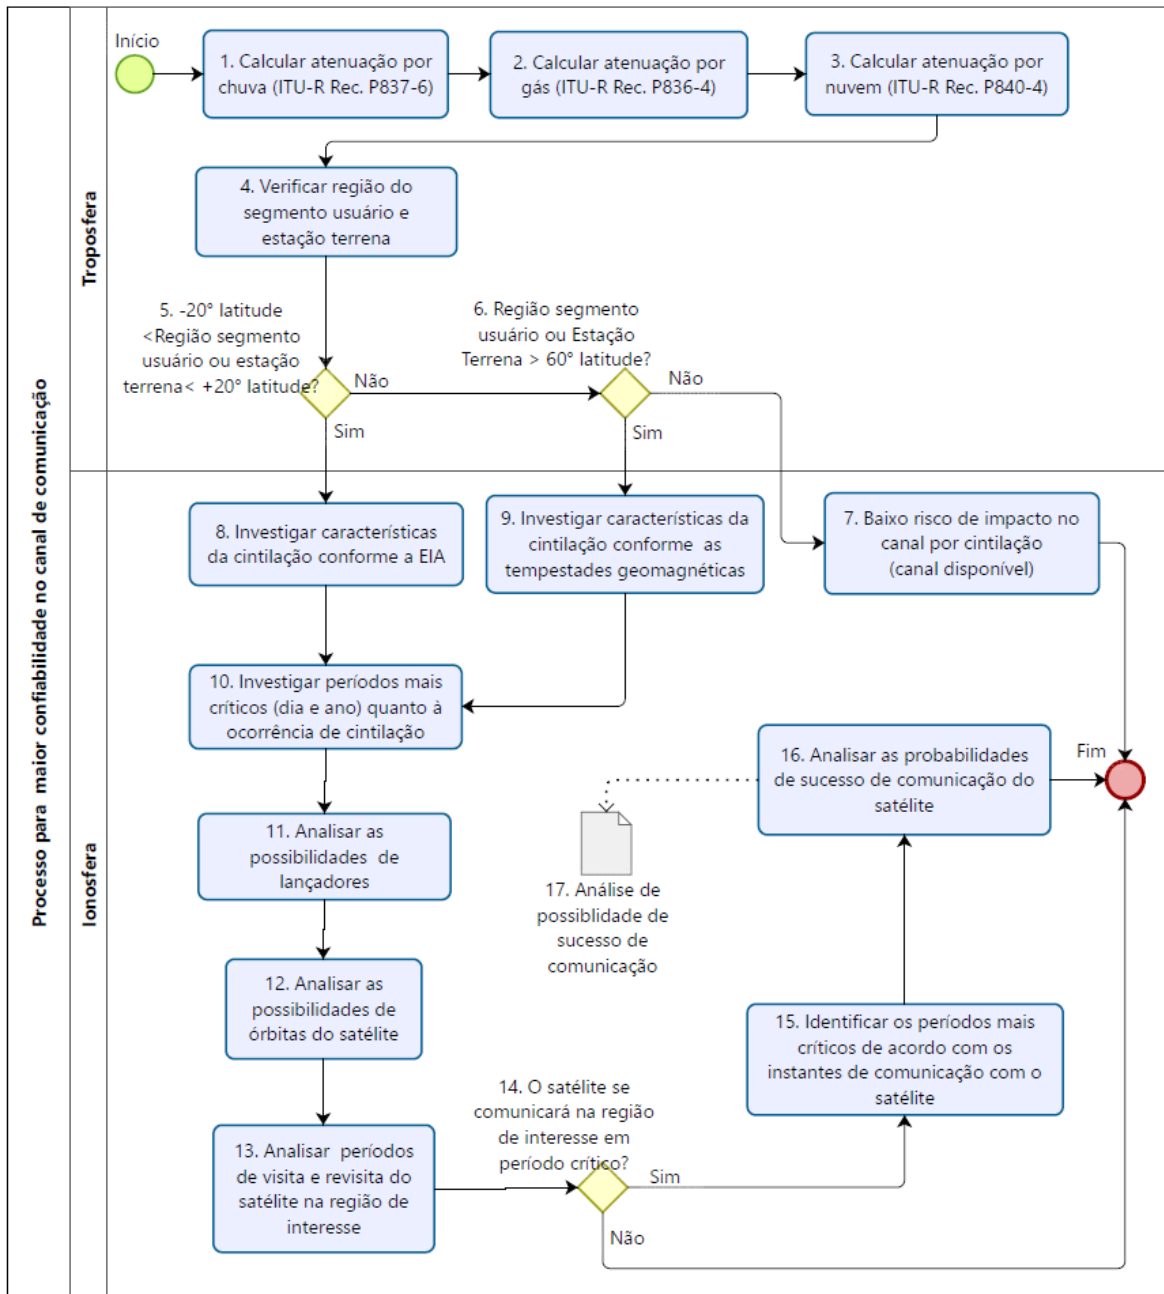 Processo para maior confiabilidade no canal de comunicação
Troposfera
Início
1. Calcular atenuação por
chuva (ITU-R Rec. P837-6)
2. Calcular atenuação por
gás (ITU-R Rec. P836-4)
3. Calcular atenuação por
nuvem (ITU-R Rec. P840-4)
4. Verificar região do
segmento usuário e
estação terrena
5. -20° latitude
<Região segmento
usuário ou estação
terrena< +20° latitude?
Não
Sim
6. Região segmento
usuário ou Estação
Terrena > 60° latitude?
Não
Sim
Ionosfera
8. Investigar características
da cintilação conforme a EIA
9. Investigar características da
cintilação conforme as
tempestades geomagnéticas
7. Baixo risco de impacto no
canal por cintilação
(canal disponível)
10. Investigar períodos mais
críticos (dia e ano) quanto à
ocorrência de cintilação
11. Analisar as
possibilidades de
lançadores
12. Analisar as
possibilidades de
órbitas do satélite
13. Analisar períodos
de visita e revisita do
satélite na região de
interesse
14. O satélite se
comunicará na região
de interesse em
período crítico?
Sim
Não
15. Identificar os períodos mais
críticos de acordo com os
instantes de comunicação com o
satélite
16. Analisar as probabilidades
de sucesso de comunicação do
satélite
17. Análise de
possiblidade de
sucesso de
comunicação
Fim